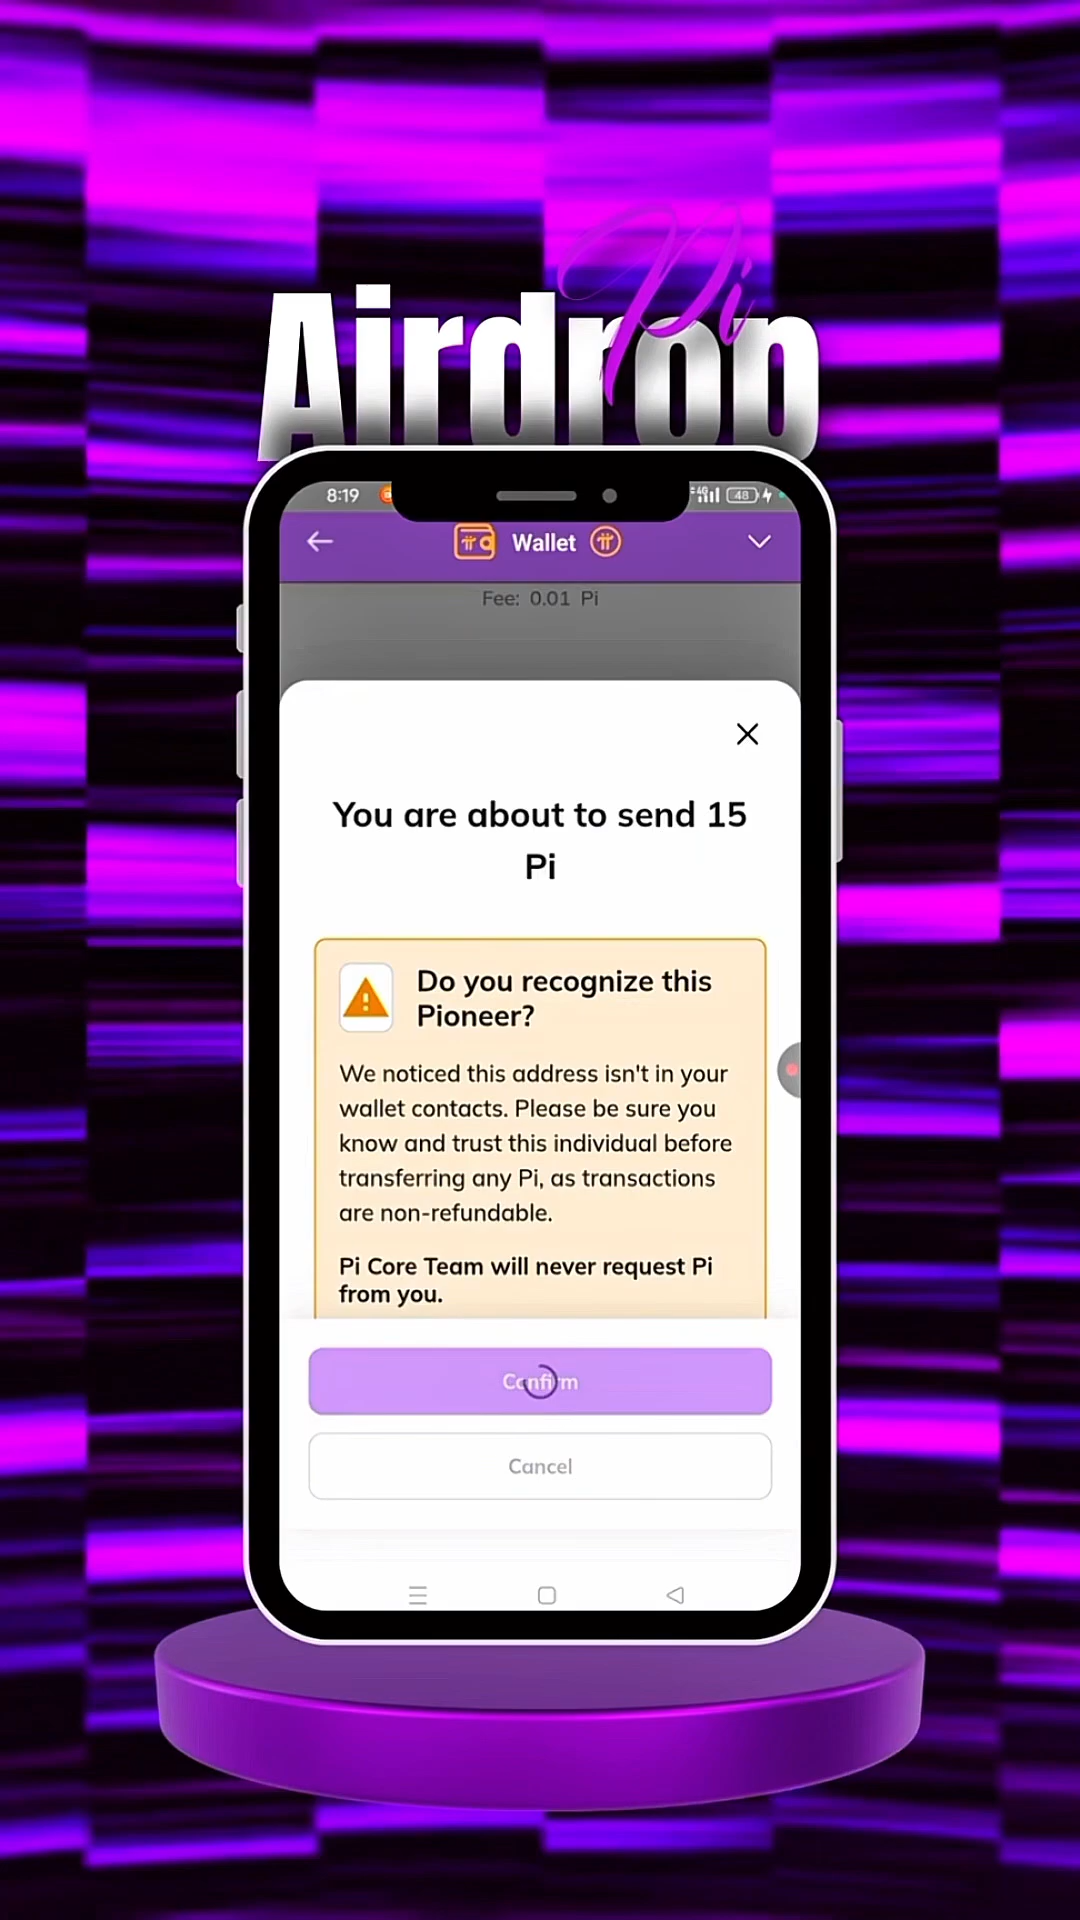 Pi
Airdrop
8:19
4G
48
Wallet
Fee: 0.01 Pi
You are about to send 15
Pi
Do you recognize this
Pioneer?
We noticed this address isn't in your
wallet contacts. Please be sure you
know and trust this individual before
transferring any Pi, as transactions
are non-refundable.
Pi Core Team will never request Pi
from you.
Confirm
Cancel